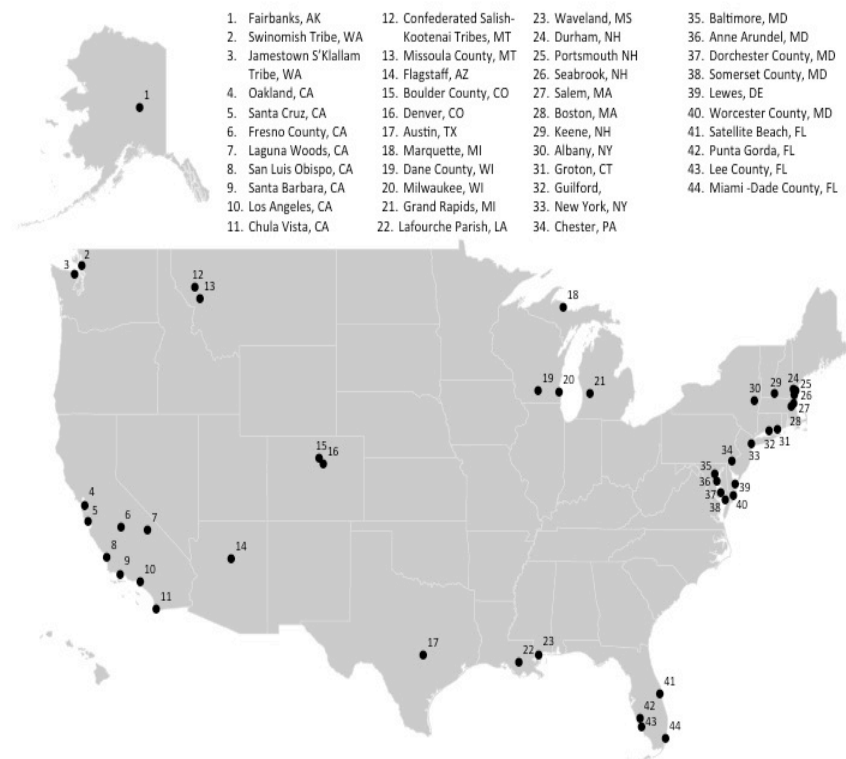 1. Fairbanks, AK
2. Swinomish Tribe, WA
3. Jamestown S'Klallam
Tribe, WA
4. Oakland, CA
5. Santa Cruz, CA
6. Fresno County, CA
7. Laguna Woods, CA
8. San Luis Obispo, CA
9. Santa Barbara, CA
10. Los Angeles, CA
11. Chula Vista, CA
12. Confederated Salish-
Kootenai Tribes, MT
13. Missoula County, MT
14. Flagstaff, AZ
15. Boulder County, CO
16. Denver, CO
17. Austin, TX
18. Marquette, MI
19. Dane County, WI
20. Milwaukee, WI
21. Grand Rapids, MI
22. Lafourche Parish, LA
23. Waveland, MS
24. Durham, NH
25. Portsmouth NH
26. Seabrook, NH
27. Salem, MA
28. Boston, MA
29. Keene, NH
30. Albany, NY
31. Groton, CT
32. Guilford,
33. New York, NY
34. Chester, PA
35. Baltimore, MD
36. Anne Arundel, MD
37. Dorchester County, MD
38. Somerset County, MD
39. Lewes, DE
40. Worcester County, MD
41. Satellite Beach, FL
42. Punta Gorda, FL
43. Lee County, FL
44. Miami -Dade County, FL
1
2
3
12
13
18
19
20
21
24
25
26
27
28
29
30
31
32
33
34
35
36
37
38
39
40
15
16
4
5
6
7
8
9
10
11
14
17
22
23
41
42
43
44